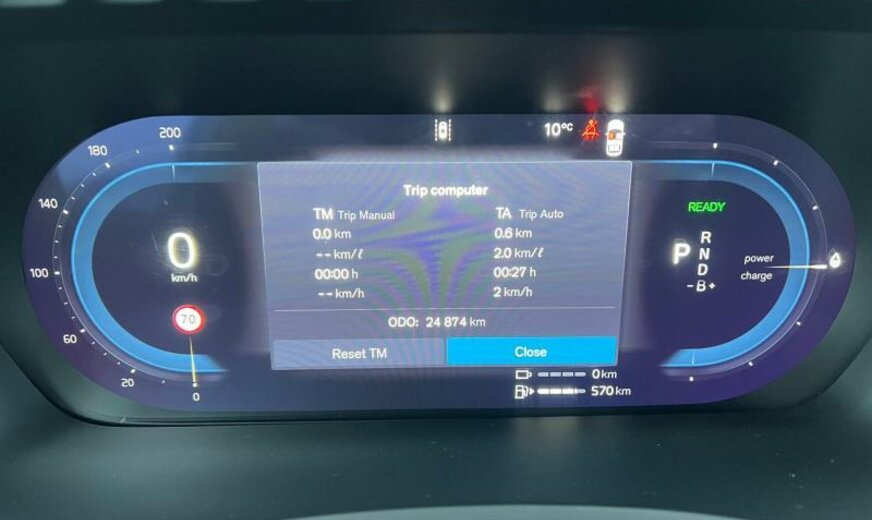 200
180
140
100
60
20
0
10°C
0
km/h
70
Trip computer
TM Trip Manual
0.0 km
-- km/ℓ
00:00 h
-- km/h
TA Trip Auto
0.6 km
2.0 km/ℓ
00:27 h
2 km/h
ODO: 24 874 km
Reset TM
Close
0 km
570 km
READY
P
R
N
D
-B+
power
charge